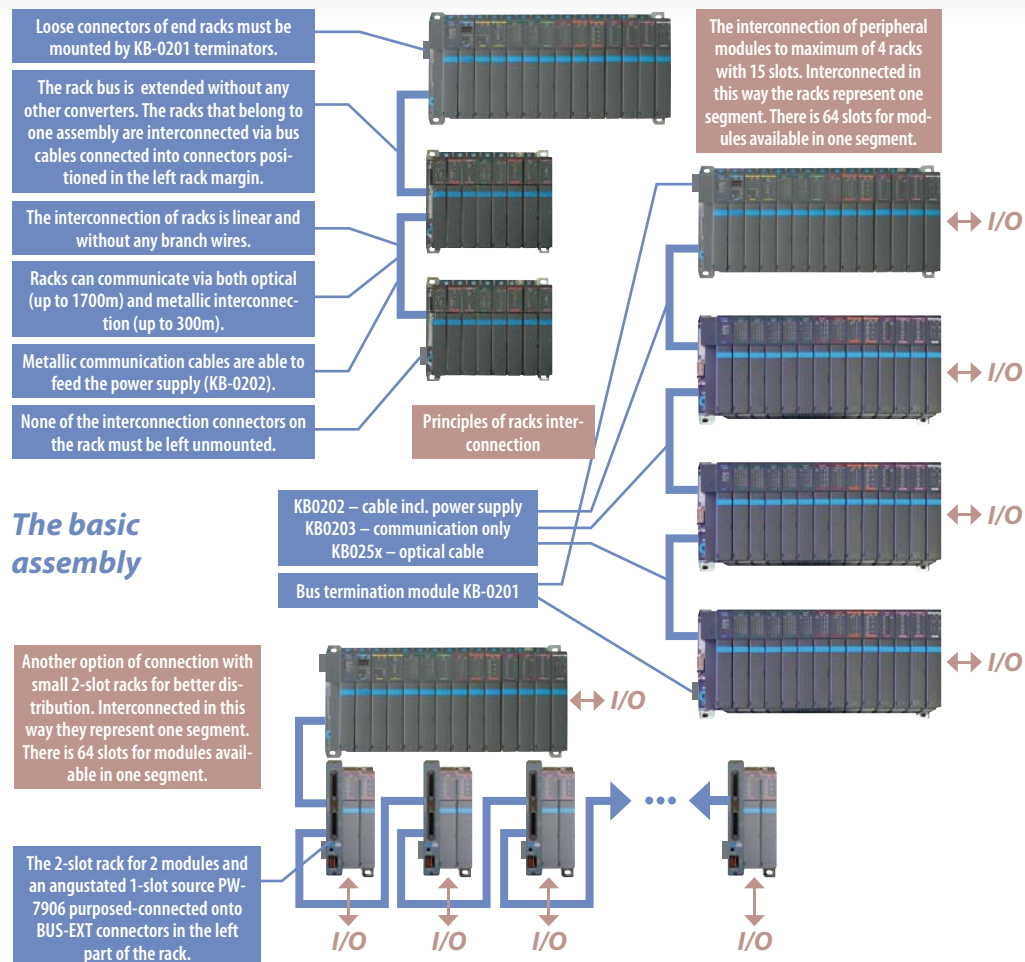 Loose connectors of end racks must be
mounted by KB-0201 terminators.
The rack bus is extended without any
other converters. The racks that belong to
one assembly are interconnected via bus
cables connected into connectors posi-
tioned in the left rack margin.
The interconnection of racks is linear and
without any branch wires.
Racks can communicate via both optical
(up to 1700m) and metallic interconnec-
tion (up to 300m).
Metallic communication cables are able to
feed the power supply (KB-0202).
None of the interconnection connectors on
the rack must be left unmounted.
Principles of racks inter-
connection
The interconnection of peripheral
modules to maximum of 4 racks
with 15 slots. Interconnected in
this way the racks represent one
segment. There is 64 slots for mod-
ules available in one segment.
I/O
I/O
I/O
I/O
KB0202 – cable incl. power supply
KB0203 – communication only
KB025x – optical cable
Bus termination module KB-0201
The basic
assembly
Another option of connection with
small 2-slot racks for better dis-
tribution. Interconnected in this
way they represent one segment.
There is 64 slots for modules avail-
able in one segment.
I/O
The 2-slot rack for 2 modules and
an angustated 1-slot source PW-
7906 purposed-connected onto
BUS-EXT connectors in the left
part of the rack.
I/O
I/O
I/O
I/O